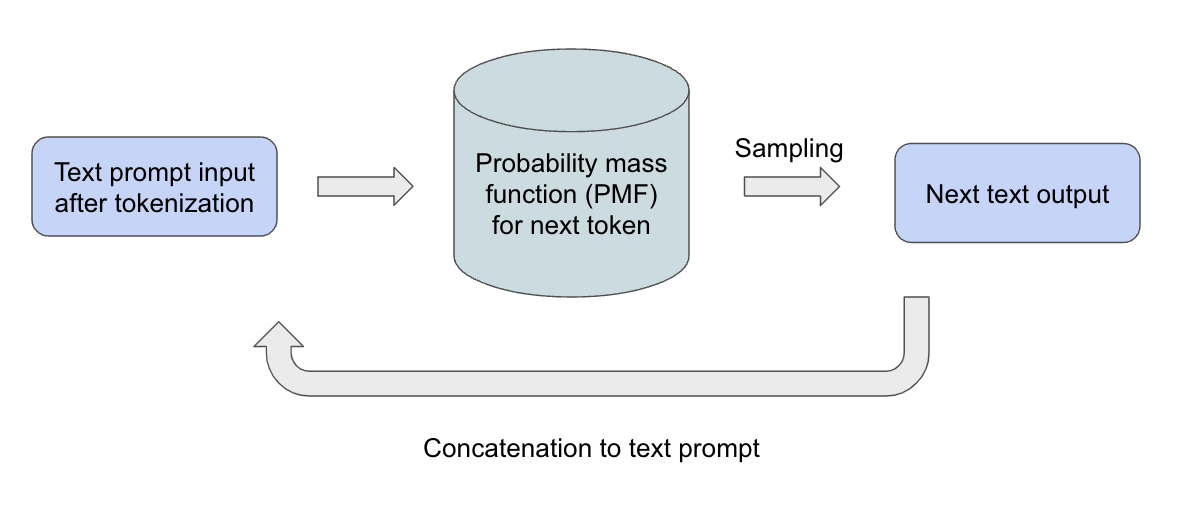 Text prompt input
after tokenization
Probability mass
function (PMF)
for next token
Sampling
Next text output
Concatenation to text prompt